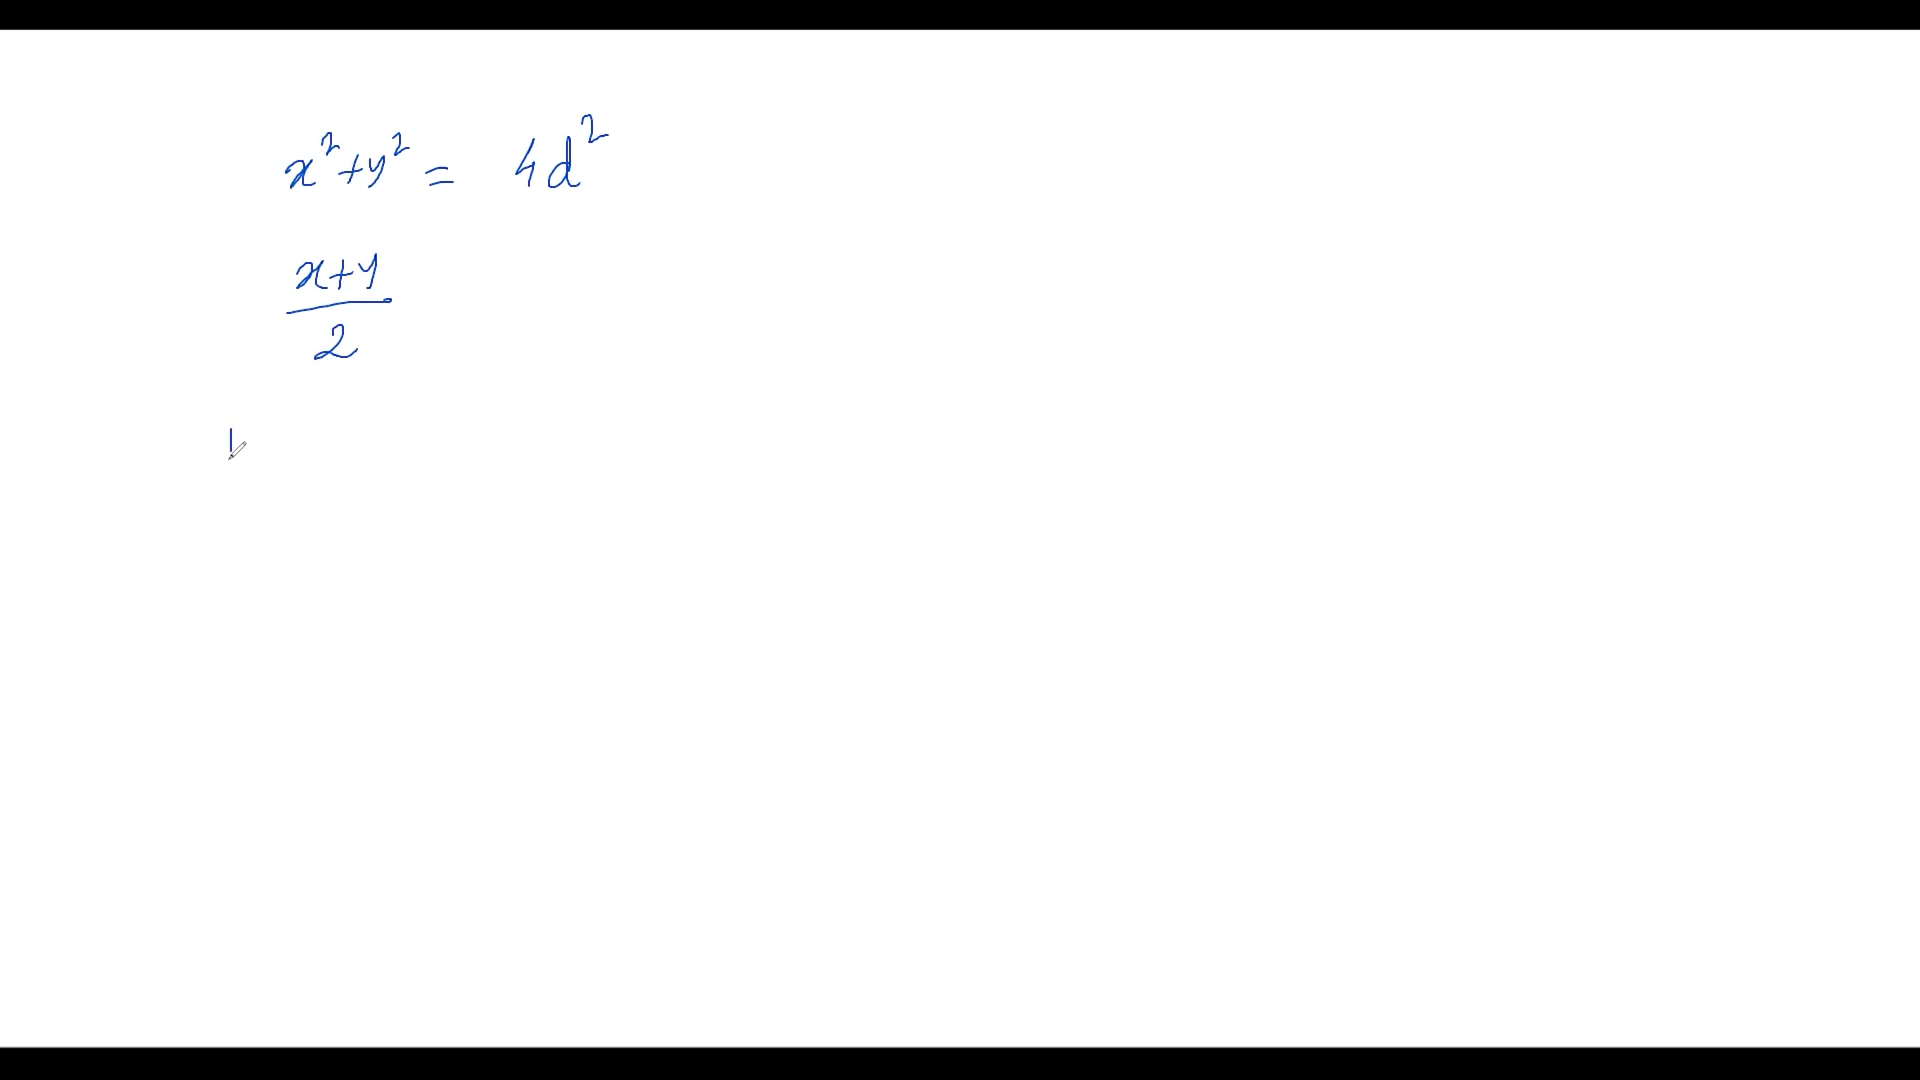 x²+y² = 4d²
x+y
2